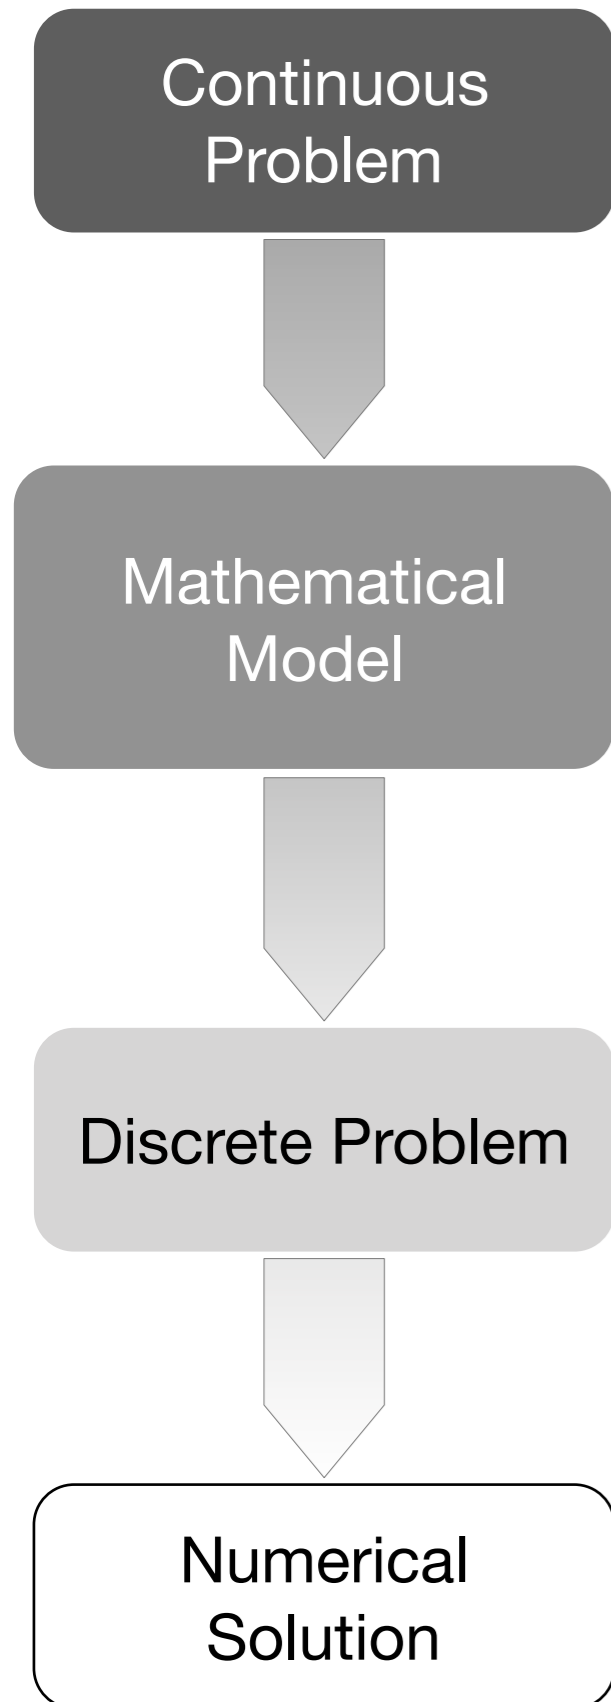 Continuous
Problem
Mathematical
Model
Discrete Problem
Numerical
Solution